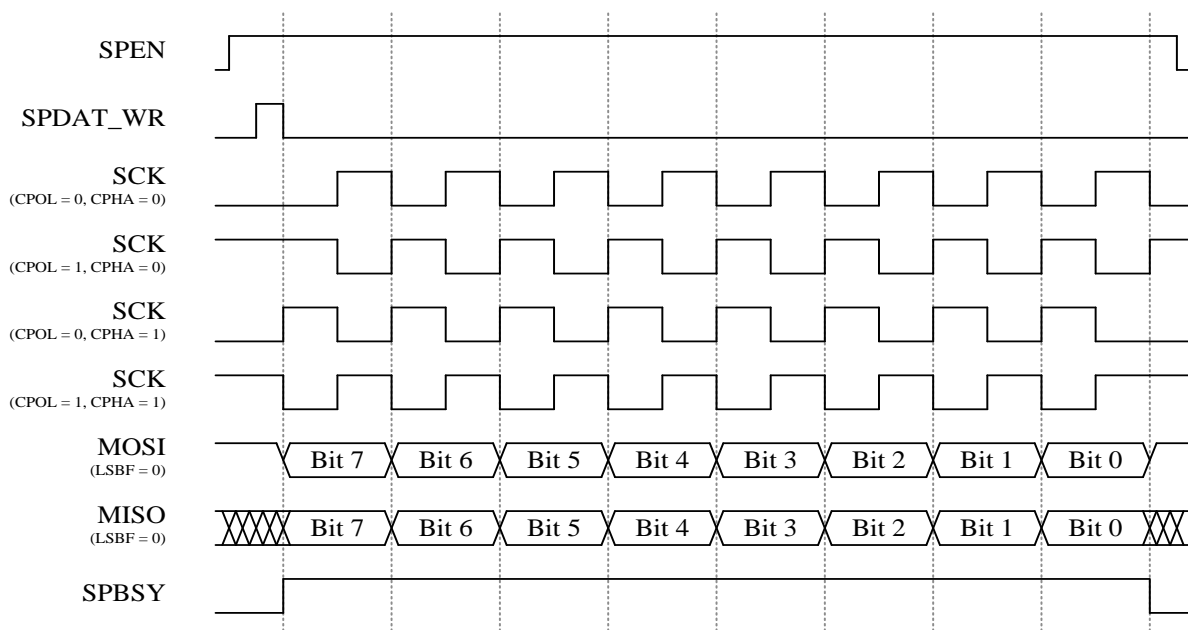 SPEN
SPDAT_WR
SCK
(CPOL = 0, CPHA = 0)
SCK
(CPOL = 1, CPHA = 0)
SCK
(CPOL = 0, CPHA = 1)
SCK
(CPOL = 1, CPHA = 1)
MOSI
(LSBF = 0)
Bit 7 Bit 6 Bit 5 Bit 4 Bit 3 Bit 2 Bit 1 Bit 0
MISO
(LSBF = 0)
Bit 7 Bit 6 Bit 5 Bit 4 Bit 3 Bit 2 Bit 1 Bit 0
SPBSY